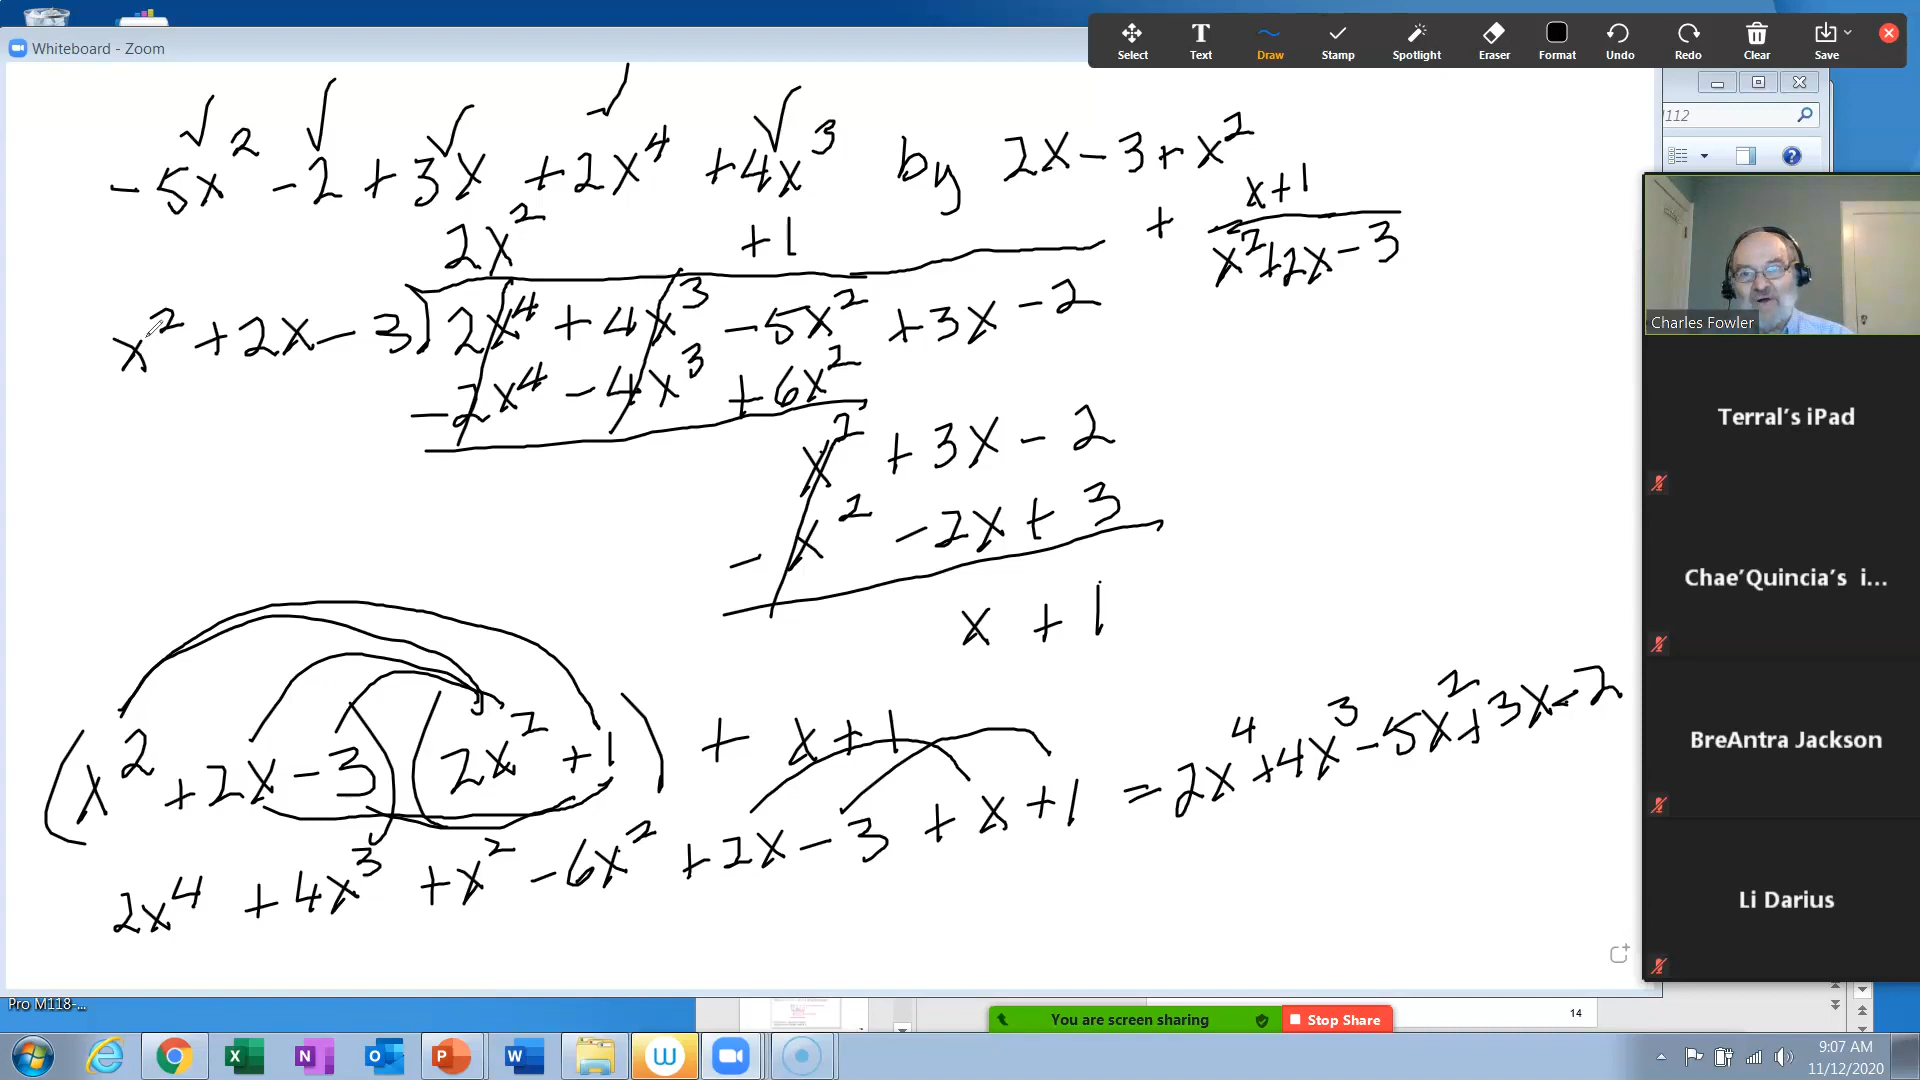 Whiteboard - Zoom
Select Text Draw Stamp Spotlight Eraser Format Undo Redo Clear Save
-5x² -2 +3x +2x⁴ +4x³ by 2x-3+x²
2x² +1 + (x+1)/(x²+2x-3)
x²+2x-3)2x⁴+4x³-5x²+3x-2
-2x⁴-4x³+6x²
x²+3x-2
-x²-2x+3
x+1
(x²+2x-3)(2x²+1)+x+1
2x⁴+4x³+x²-6x²+2x-3+x+1 =2x⁴+4x³-5x²+3x-2
112
Charles Fowler
Terral's iPad
Chae'Quincia's i...
BreAntra Jackson
Li Darius
Pro M118-...
You are screen sharing
Stop Share
14
9:07 AM
11/12/2020